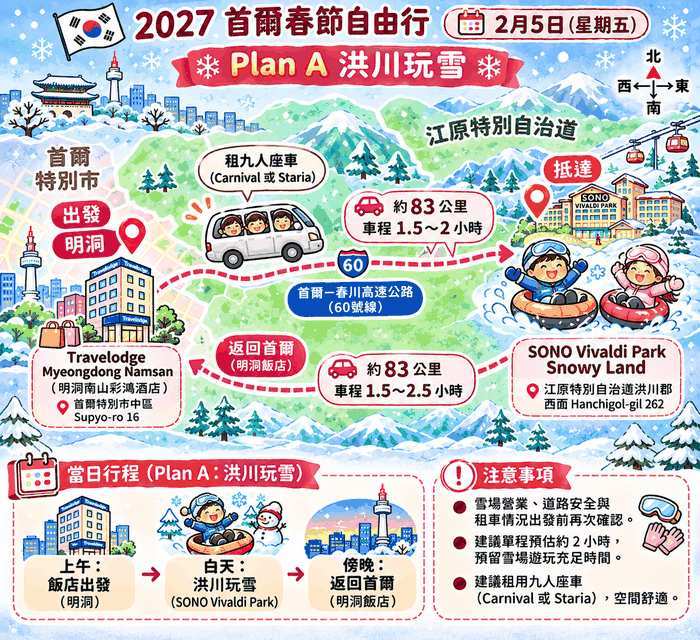 2027 首爾春節自由行
2月5日(星期五)
Plan A 洪川玩雪
北
西
東
南
首爾
特別市
江原特別自治道
租九人座車
(Carnival 或 Staria)
約 83 公里
車程 1.5～2 小時
抵達
SONO
VIVALDI PARK
出發
明洞
60
首爾－春川高速公路
(60號線)
Travelodge
Travelodge
Travelodge
返回首爾
(明洞飯店)
約 83 公里
車程 1.5～2.5 小時
Travelodge
Myeongdong Namsan
(明洞南山彩鴻酒店)
首爾特別市中區
Supyo-ro 16
SONO Vivaldi Park
Snowy Land
江原特別自治道洪川郡
西面 Hanchigol-gil 262
當日行程 (Plan A：洪川玩雪)
上午：
飯店出發
(明洞)
白天：
洪川玩雪
(SONO Vivaldi Park)
傍晚：
返回首爾
(明洞飯店)
! 注意事項
雪場營業、道路安全與
租車情況出發前再次確認。
建議單程預估約 2 小時，
預留雪場遊玩充足時間。
建議租用九人座車
(Carnival 或 Staria)，空間舒適。